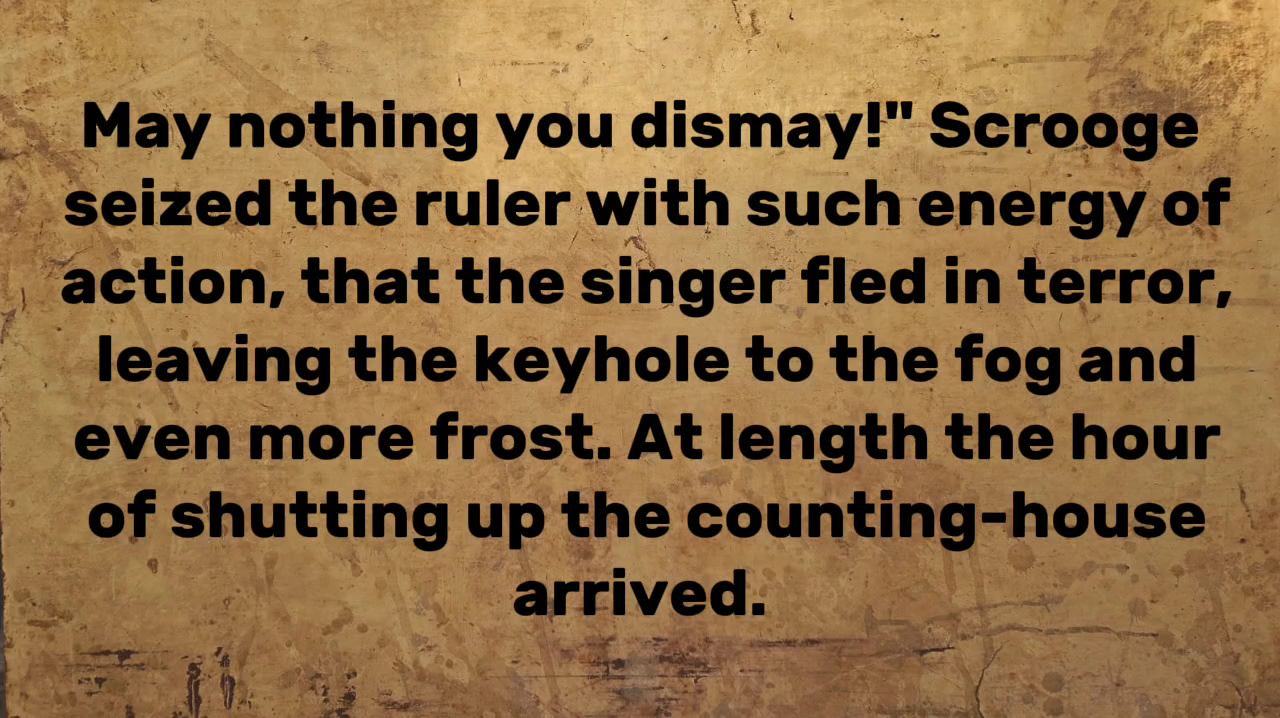 May nothing you dismay!" Scrooge
seized the ruler with such energy of
action, that the singer fled in terror,
leaving the keyhole to the fog and
even more frost. At length the hour
of shutting up the counting-house
arrived.